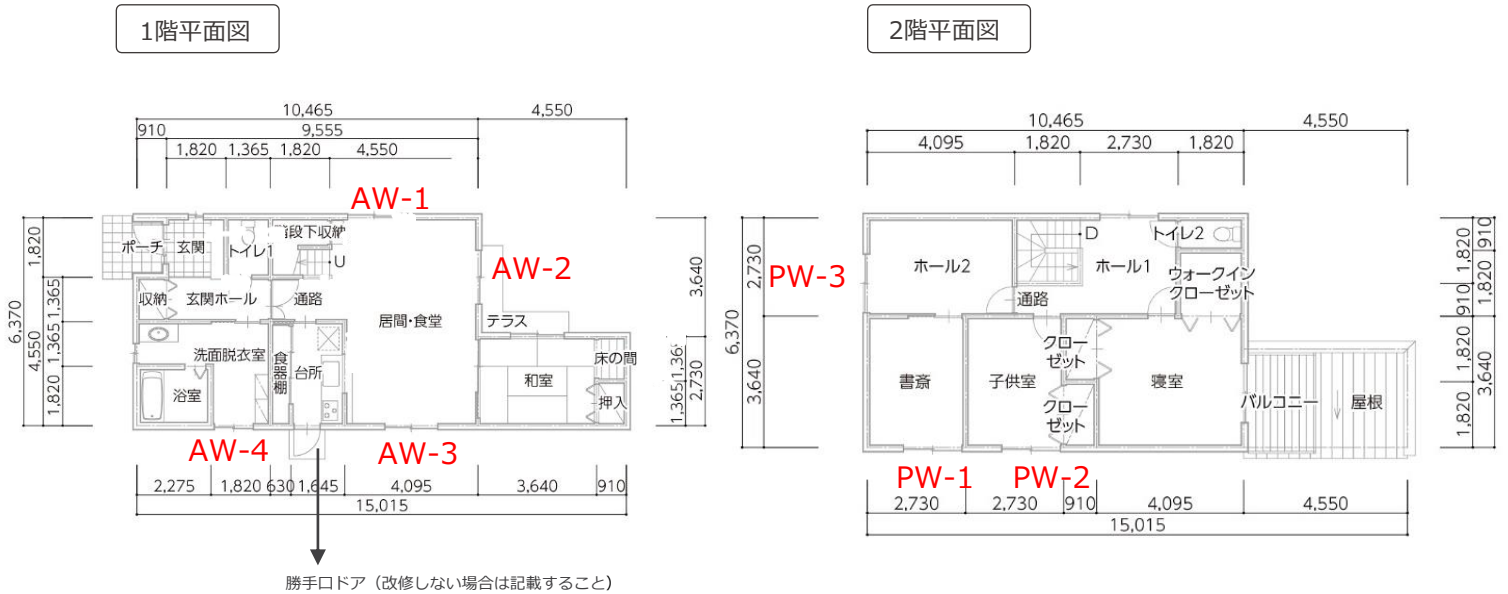 1階平面図
10,465
4,550
910
9,555
1,820
1,365
1,820
4,550
AW-1
ポーチ
玄関
トイレ1
階段下収納
U
AW-2
収納
玄関ホール
通路
居間・食堂
テラス
洗面脱衣室
食器棚
台所
和室
床の間
浴室
押入
AW-4
AW-3
6,370
1,820
4,550
1,365
1,365
1,820
3,640
1,365
1,365
2,730
2,275
1,820
630
1,645
4,095
3,640
910
15,015
勝手口ドア（改修しない場合は記載すること)
2階平面図
10,465
4,550
4,095
1,820
2,730
1,820
D
トイレ2
PW-3
ホール2
ホール1
ウォークイン
クローゼット
通路
クロー
ゼット
書斎
子供室
寝室
クロー
ゼット
バルコニー
屋根
PW-1
PW-2
6,370
2,730
3,640
910
1,820
1,820
910
1,820
1,820
3,640
2,730
2,730
910
4,095
4,550
15,015